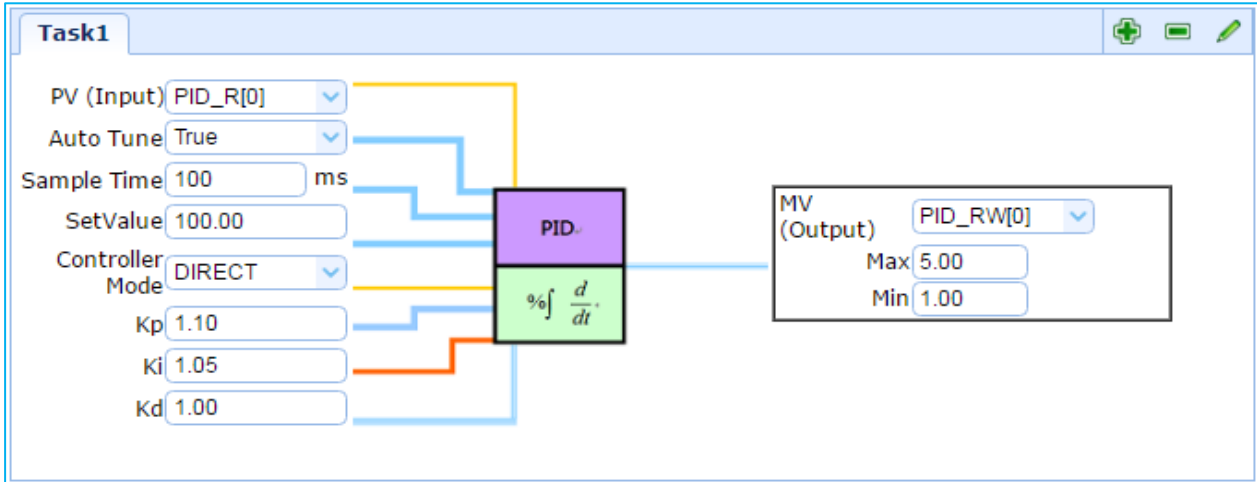 Task1
PV (Input) PID_R[0]
Auto Tune True
Sample Time 100 ms
SetValue 100.00
Controller
Mode DIRECT
Kp 1.10
Ki 1.05
Kd 1.00
PID
%∫ d/dt
MV
(Output) PID_RW[0]
Max 5.00
Min 1.00